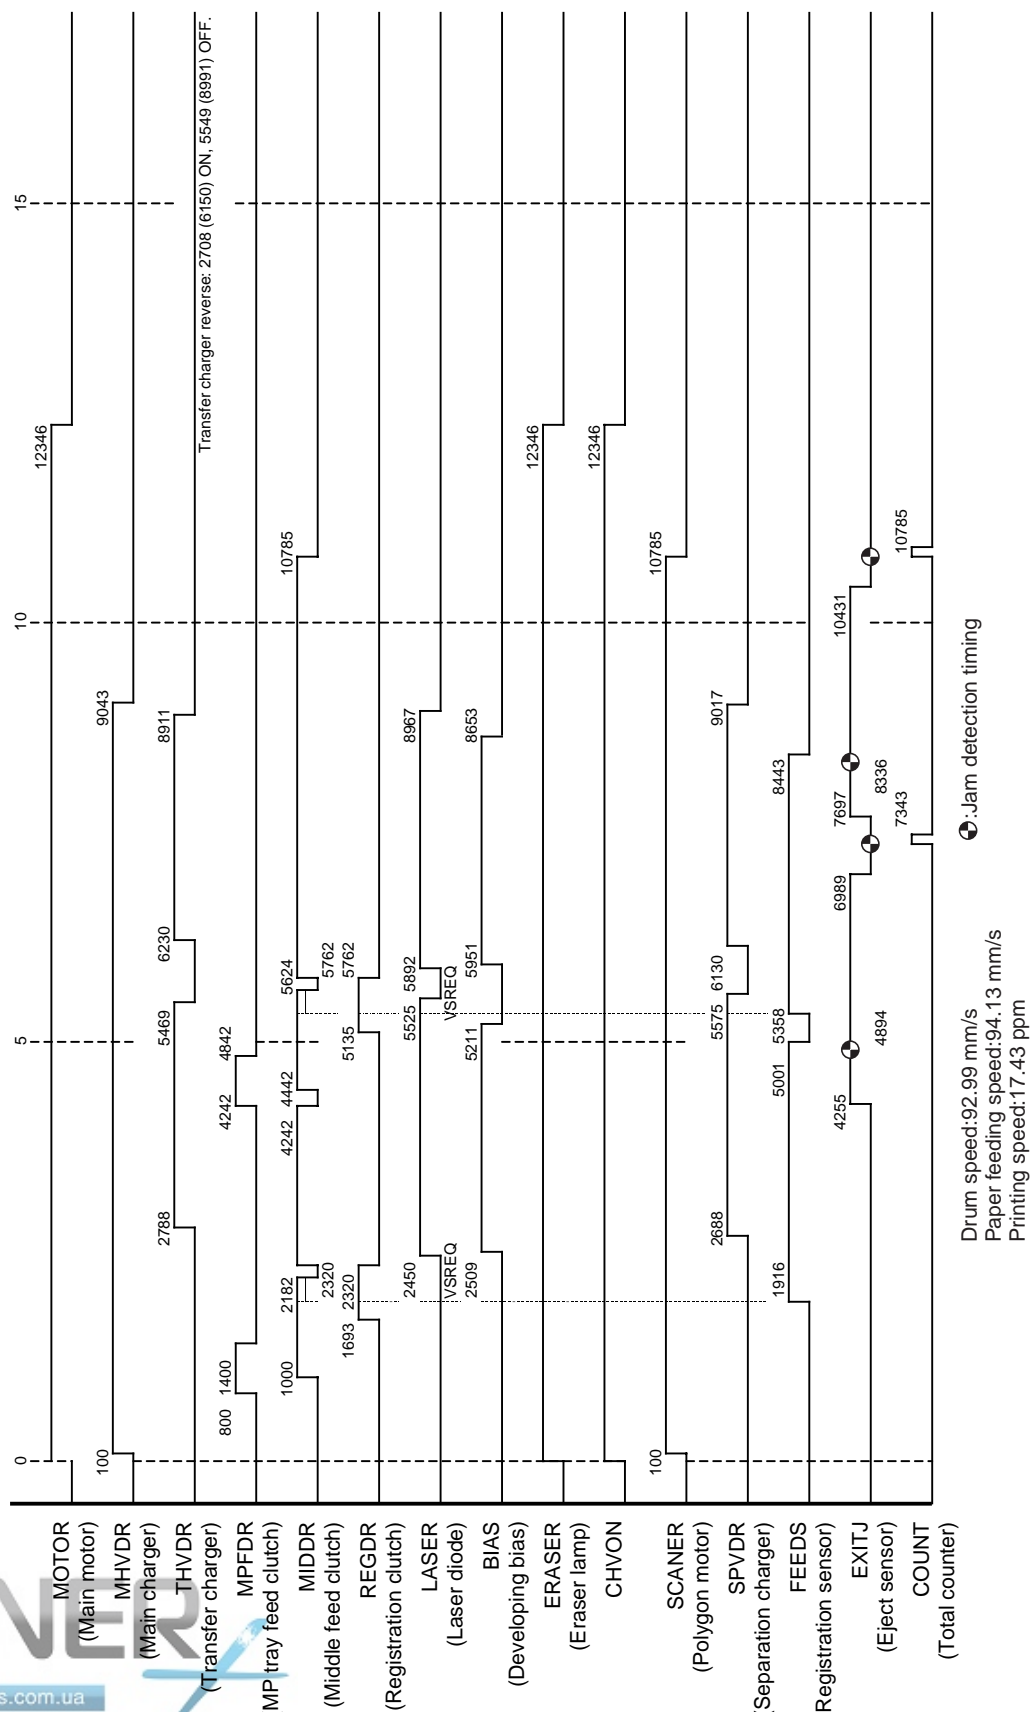 0
5
10
15
MOTOR
(Main motor)
12346
MHVDR
(Main charger)
100
9043
THVDR
(Transfer charger)
2788
5469
6230
8911
Transfer charger reverse: 2708 (6150) ON, 5549 (8991) OFF.
MPFDR
MP tray feed clutch)
800
1400
4242
4842
MIDDR
(Middle feed clutch)
1000
2182
2320
4242
4442
5624
5762
10785
REGDR
(Registration clutch)
1693
2320
5135
5762
LASER
(Laser diode)
2450
VSREQ
5525
5892
VSREQ
8967
BIAS
(Developing bias)
2509
5211
5951
8653
ERASER
(Eraser lamp)
12346
CHVON
12346
SCANER
(Polygon motor)
100
10785
SPVDR
(Separation charger)
2688
5575
6130
9017
FEEDS
Registration sensor)
1916
5001
5358
8443
EXITJ
(Eject sensor)
4255
4894
6989
7697
8336
10431
COUNT
(Total counter)
7343
10785
Drum speed:92.99 mm/s
Paper feeding speed:94.13 mm/s
Printing speed:17.43 ppm
:Jam detection timing
NER
s.com.ua